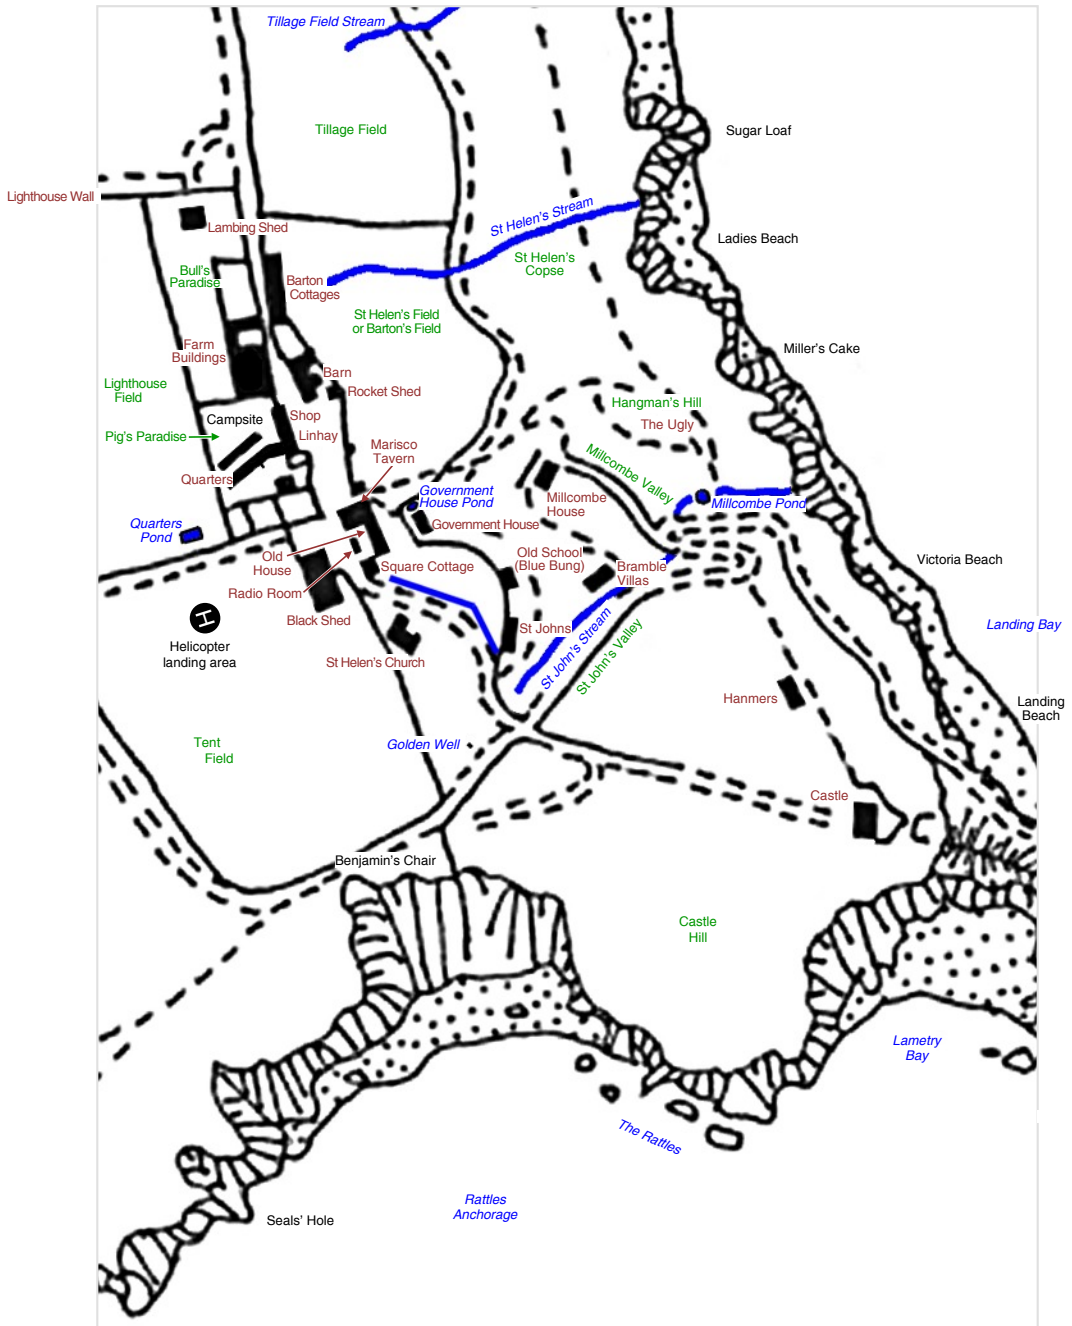 Tillage Field Stream
Tillage Field
Sugar Loaf
Lighthouse Wall
Lambing Shed
St Helen's Stream
Ladies Beach
Bull's
Paradise
Barton
Cottages
St Helen's
Copse
St Helen's Field
or Barton's Field
Farm
Buildings
Miller's Cake
Barn
Rocket Shed
Lighthouse
Field
Hangman's Hill
Campsite
Shop
The Ugly
Pig's Paradise
Linhay
Marisco
Tavern
Millcombe Valley
Quarters
Government
House Pond
Millcombe
House
Millcombe Pond
Quarters
Pond
Government House
Old
House
Old School
(Blue Bung)
Bramble
Villas
Victoria Beach
Square Cottage
Radio Room
Black Shed
St Johns
St John's Stream
St John's Valley
Landing Bay
Helicopter
landing area
St Helen's Church
Hanmers
Landing
Beach
Tent
Field
Golden Well
Castle
Benjamin's Chair
Castle
Hill
Lametry
Bay
The Rattles
Rattles
Anchorage
Seals' Hole
H